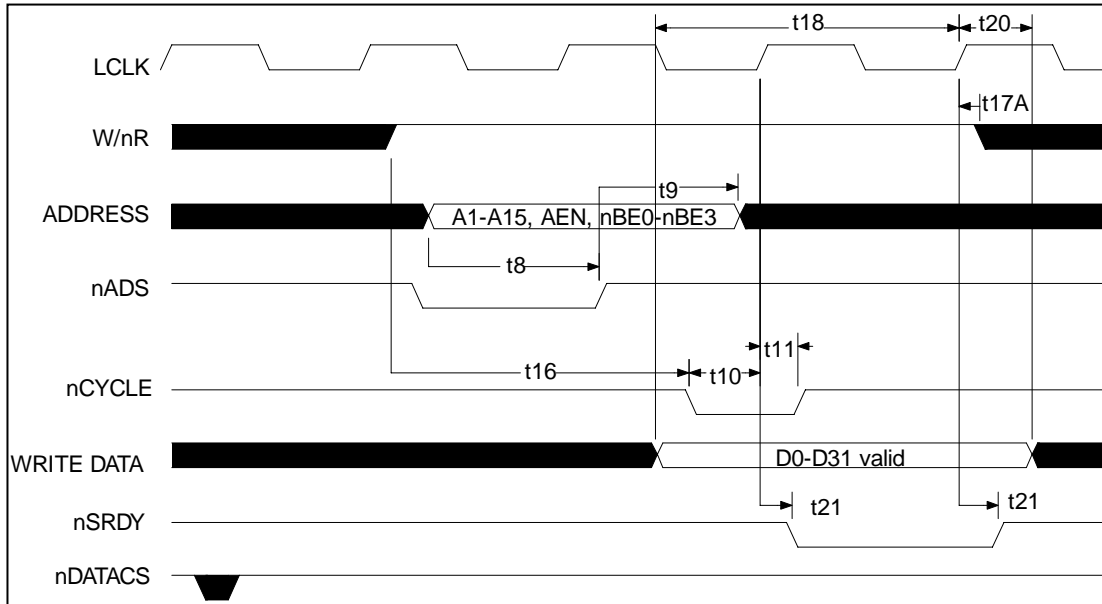 t18
t20
LCLK
t17A
W/nR
t9
ADDRESS
A1-A15, AEN, nBE0-nBE3
t8
nADS
t11
t16
t10
nCYCLE
WRITE DATA
D0-D31 valid
t21
t21
nSRDY
nDATACS